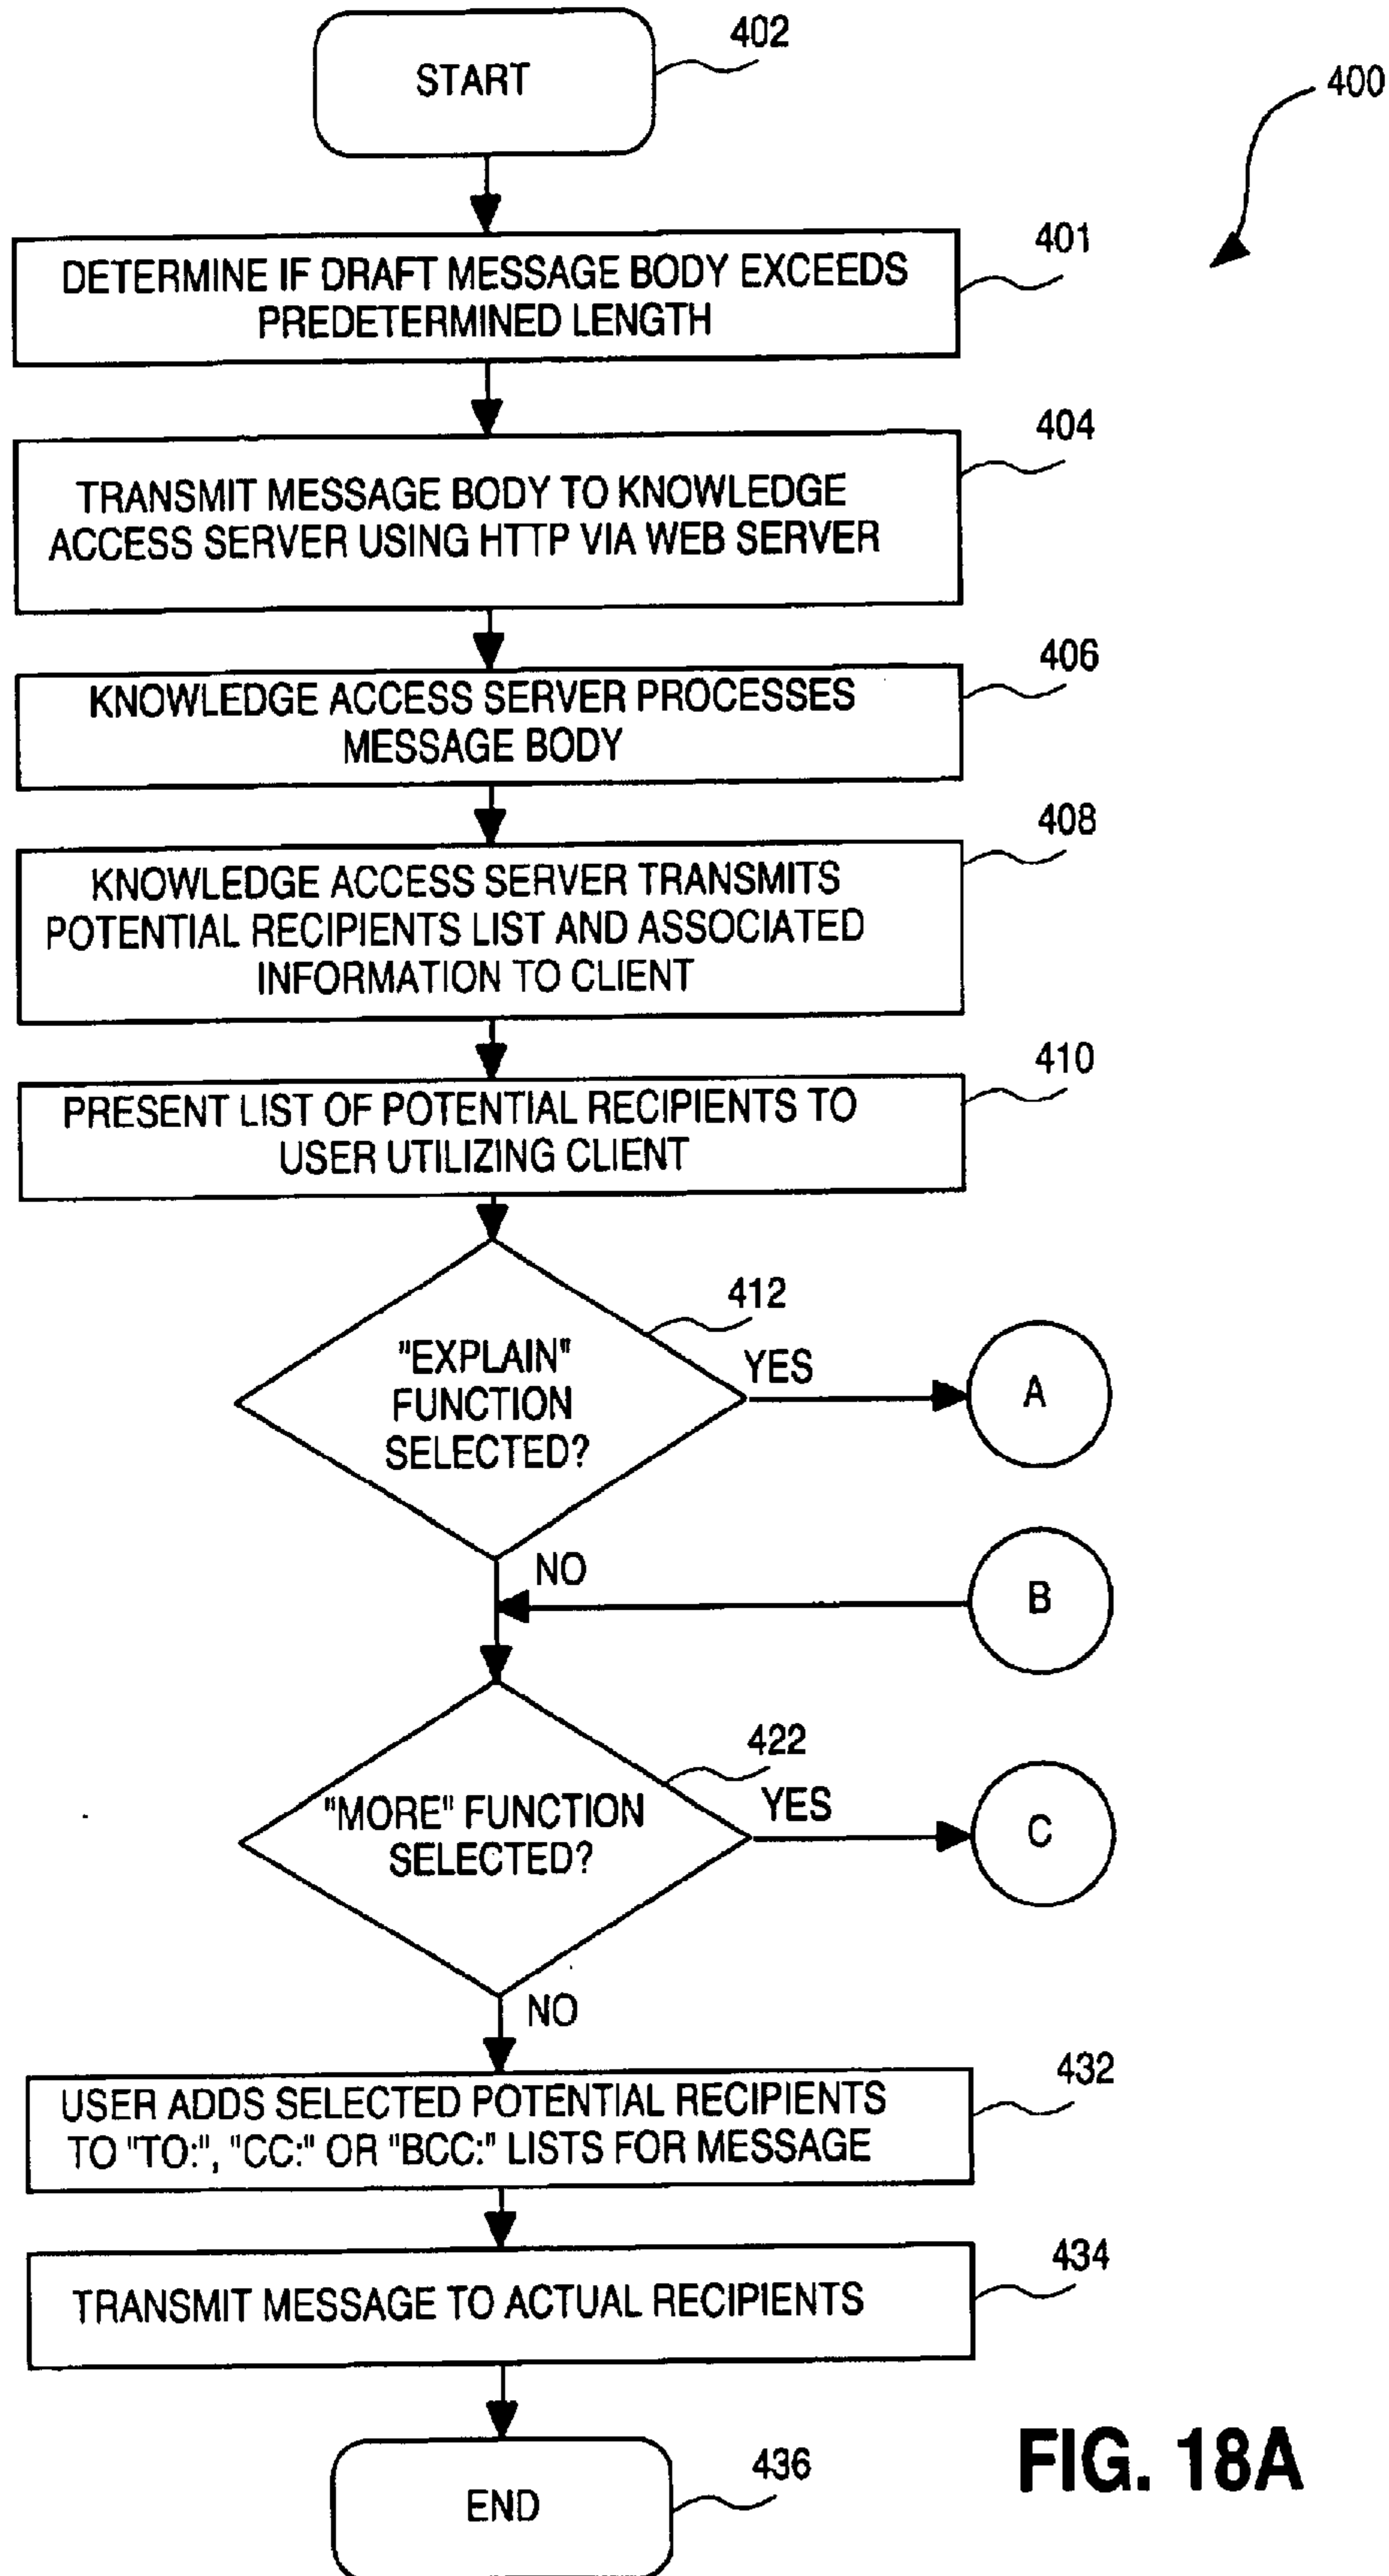 START
402
400
DETERMINE IF DRAFT MESSAGE BODY EXCEEDS
PREDETERMINED LENGTH
401
TRANSMIT MESSAGE BODY TO KNOWLEDGE
ACCESS SERVER USING HTTP VIA WEB SERVER
404
KNOWLEDGE ACCESS SERVER PROCESSES
MESSAGE BODY
406
KNOWLEDGE ACCESS SERVER TRANSMITS
POTENTIAL RECIPIENTS LIST AND ASSOCIATED
INFORMATION TO CLIENT
408
PRESENT LIST OF POTENTIAL RECIPIENTS TO
USER UTILIZING CLIENT
410
"EXPLAIN"
FUNCTION
SELECTED?
412
YES
A
NO
B
"MORE" FUNCTION
SELECTED?
422
YES
C
NO
USER ADDS SELECTED POTENTIAL RECIPIENTS
TO "TO:", "CC:" OR "BCC:" LISTS FOR MESSAGE
432
TRANSMIT MESSAGE TO ACTUAL RECIPIENTS
434
END
436
FIG. 18A